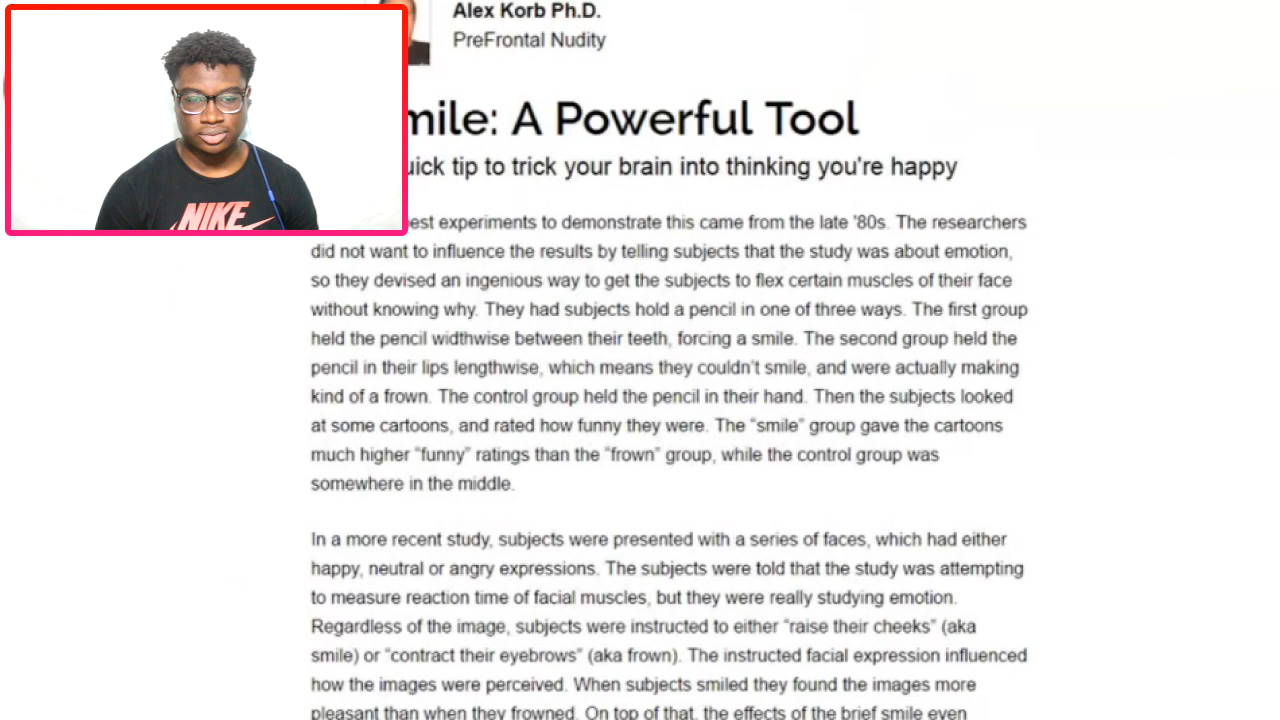 Alex Korb Ph.D.
PreFrontal Nudity
mile: A Powerful Tool
uick tip to trick your brain into thinking you're happy
NIKE
est experiments to demonstrate this came from the late '80s. The researchers
did not want to influence the results by telling subjects that the study was about emotion,
so they devised an ingenious way to get the subjects to flex certain muscles of their face
without knowing why. They had subjects hold a pencil in one of three ways. The first group
held the pencil widthwise between their teeth, forcing a smile. The second group held the
pencil in their lips lengthwise, which means they couldn't smile, and were actually making
kind of a frown. The control group held the pencil in their hand. Then the subjects looked
at some cartoons, and rated how funny they were. The “smile” group gave the cartoons
much higher “funny” ratings than the “frown” group, while the control group was
somewhere in the middle.
In a more recent study, subjects were presented with a series of faces, which had either
happy, neutral or angry expressions. The subjects were told that the study was attempting
to measure reaction time of facial muscles, but they were really studying emotion.
Regardless of the image, subjects were instructed to either “raise their cheeks” (aka
smile) or “contract their eyebrows” (aka frown). The instructed facial expression influenced
how the images were perceived. When subjects smiled they found the images more
pleasant than when they frowned. On top of that, the effects of the brief smile even